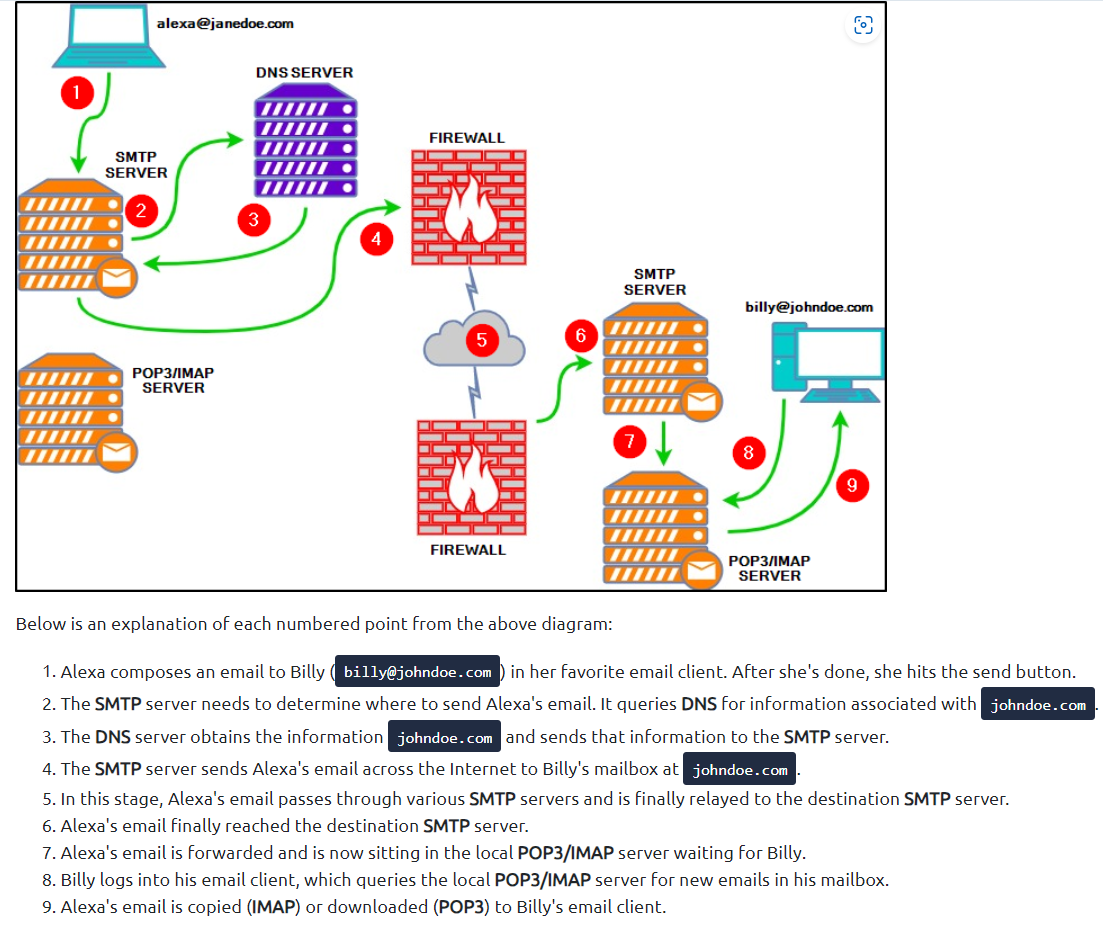 alexa@janedoe.com
1
DNS SERVER
SMTP
SERVER
2
3
FIREWALL
4
5
SMTP
SERVER
6
billy@johndoe.com
POP3/IMAP
SERVER
7
8
9
FIREWALL
POP3/IMAP
SERVER
Below is an explanation of each numbered point from the above diagram:
1. Alexa composes an email to Billy ( billy@johndoe.com ) in her favorite email client. After she's done, she hits the send button.
2. The SMTP server needs to determine where to send Alexa's email. It queries DNS for information associated with johndoe.com .
3. The DNS server obtains the information johndoe.com and sends that information to the SMTP server.
4. The SMTP server sends Alexa's email across the Internet to Billy's mailbox at johndoe.com .
5. In this stage, Alexa's email passes through various SMTP servers and is finally relayed to the destination SMTP server.
6. Alexa's email finally reached the destination SMTP server.
7. Alexa's email is forwarded and is now sitting in the local POP3/IMAP server waiting for Billy.
8. Billy logs into his email client, which queries the local POP3/IMAP server for new emails in his mailbox.
9. Alexa's email is copied (IMAP) or downloaded (POP3) to Billy's email client.